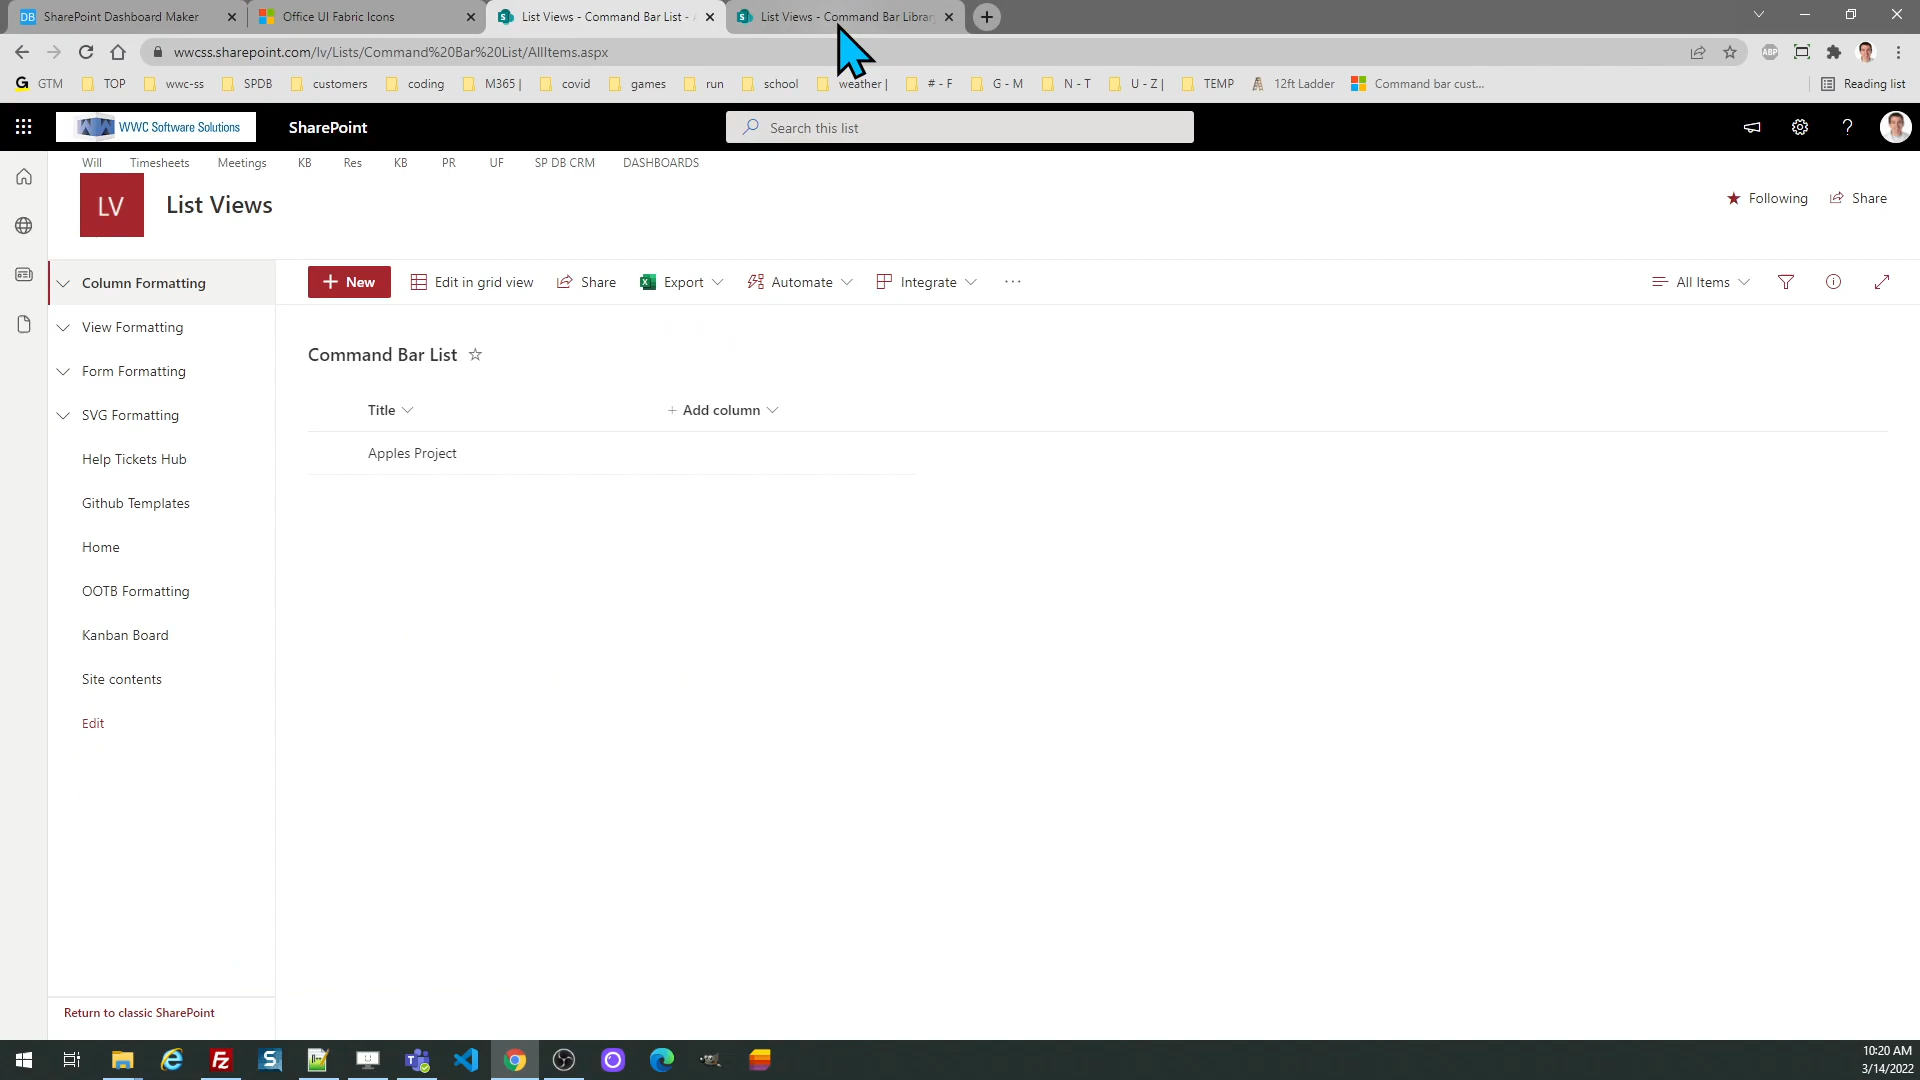 DB SharePoint Dashboard Maker
Office UI Fabric Icons
List Views - Command Bar List -
List Views - Command Bar Librar
wwcss.sharepoint.com/lv/Lists/Command%20Bar%20List/AllItems.aspx
ABP
G GTM TOP wwc-ss SPDB customers coding M365 | covid games run school weather | # - F G - M N - T U - Z | TEMP 12ft Ladder Command bar cust... Reading list
WWC Software Solutions SharePoint Search this list
Will Timesheets Meetings KB Res KB PR UF SP DB CRM DASHBOARDS
LV List Views
Following Share
Column Formatting
View Formatting
Form Formatting
SVG Formatting
Help Tickets Hub
Github Templates
Home
OOTB Formatting
Kanban Board
Site contents
Edit
Return to classic SharePoint
+ New Edit in grid view Share Export Automate Integrate ... All Items
Command Bar List
Title + Add column
Apples Project
10:20 AM
3/14/2022